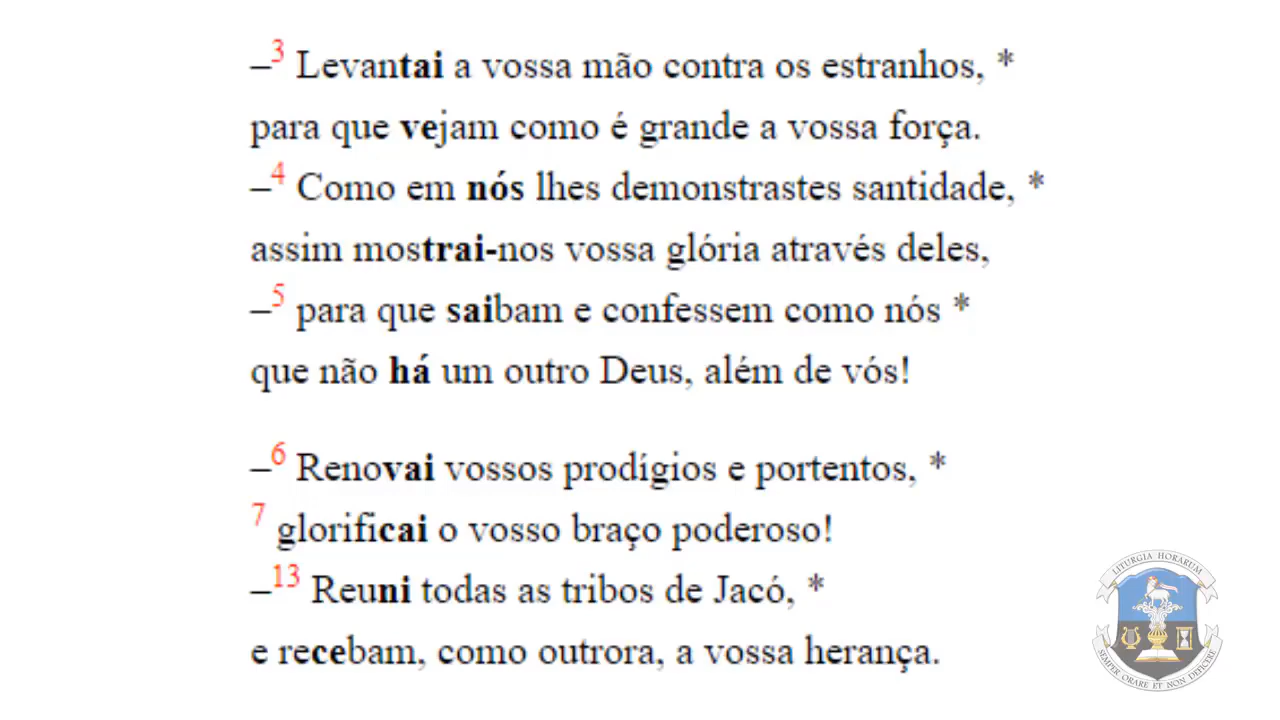 –3 Levantai a vossa mão contra os estranhos, *
para que vejam como é grande a vossa força.
–4 Como em nós lhes demonstrastes santidade, *
assim mostrai-nos vossa glória através deles,
–5 para que saibam e confessem como nós *
que não há um outro Deus, além de vós!
–6 Renovai vossos prodígios e portentos, *
7 glorificai o vosso braço poderoso!
–13 Reuni todas as tribos de Jacó, *
e recebam, como outrora, a vossa herança.
LITURGIA HORARUM
SEMPER ORARE ET NON DEFICERE